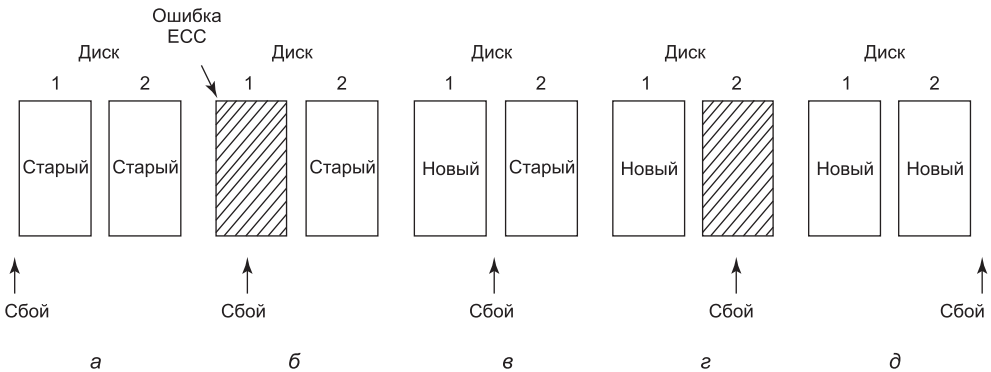 Ошибка
ECC
Диск
Диск
Диск
Диск
Диск
1 2 1 2 1 2 1 2 1 2
Старый Старый Старый Новый Старый Новый Новый Новый
Сбой Сбой Сбой Сбой Сбой
а б в г д